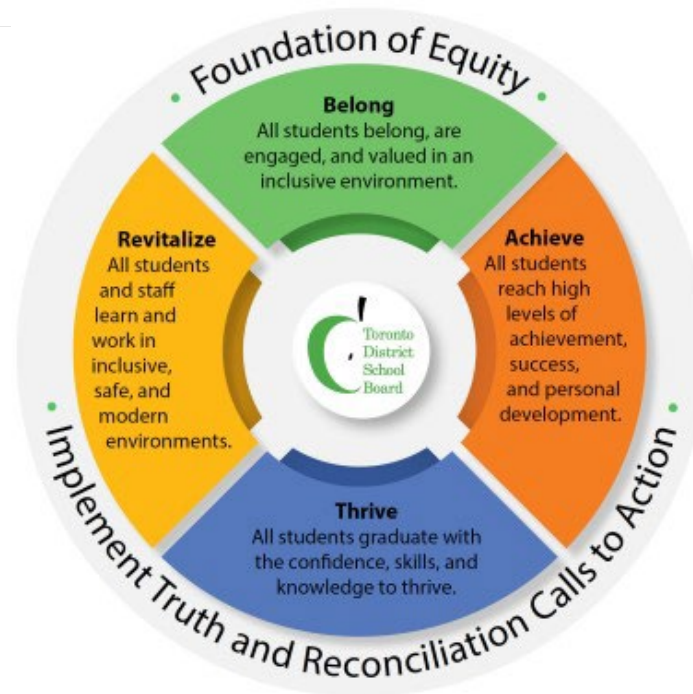 Foundation of Equity
Belong
All students belong, are
engaged, and valued in an
inclusive environment.
Revitalize
All students
and staff
learn and
work in
inclusive,
safe, and
modern
environments.
Achieve
All students
reach high
levels of
achievement,
success,
and personal
development.
Toronto
District
School
Board
Thrive
All students graduate with
the confidence, skills, and
knowledge to thrive.
Implement Truth and Reconciliation Calls to Action